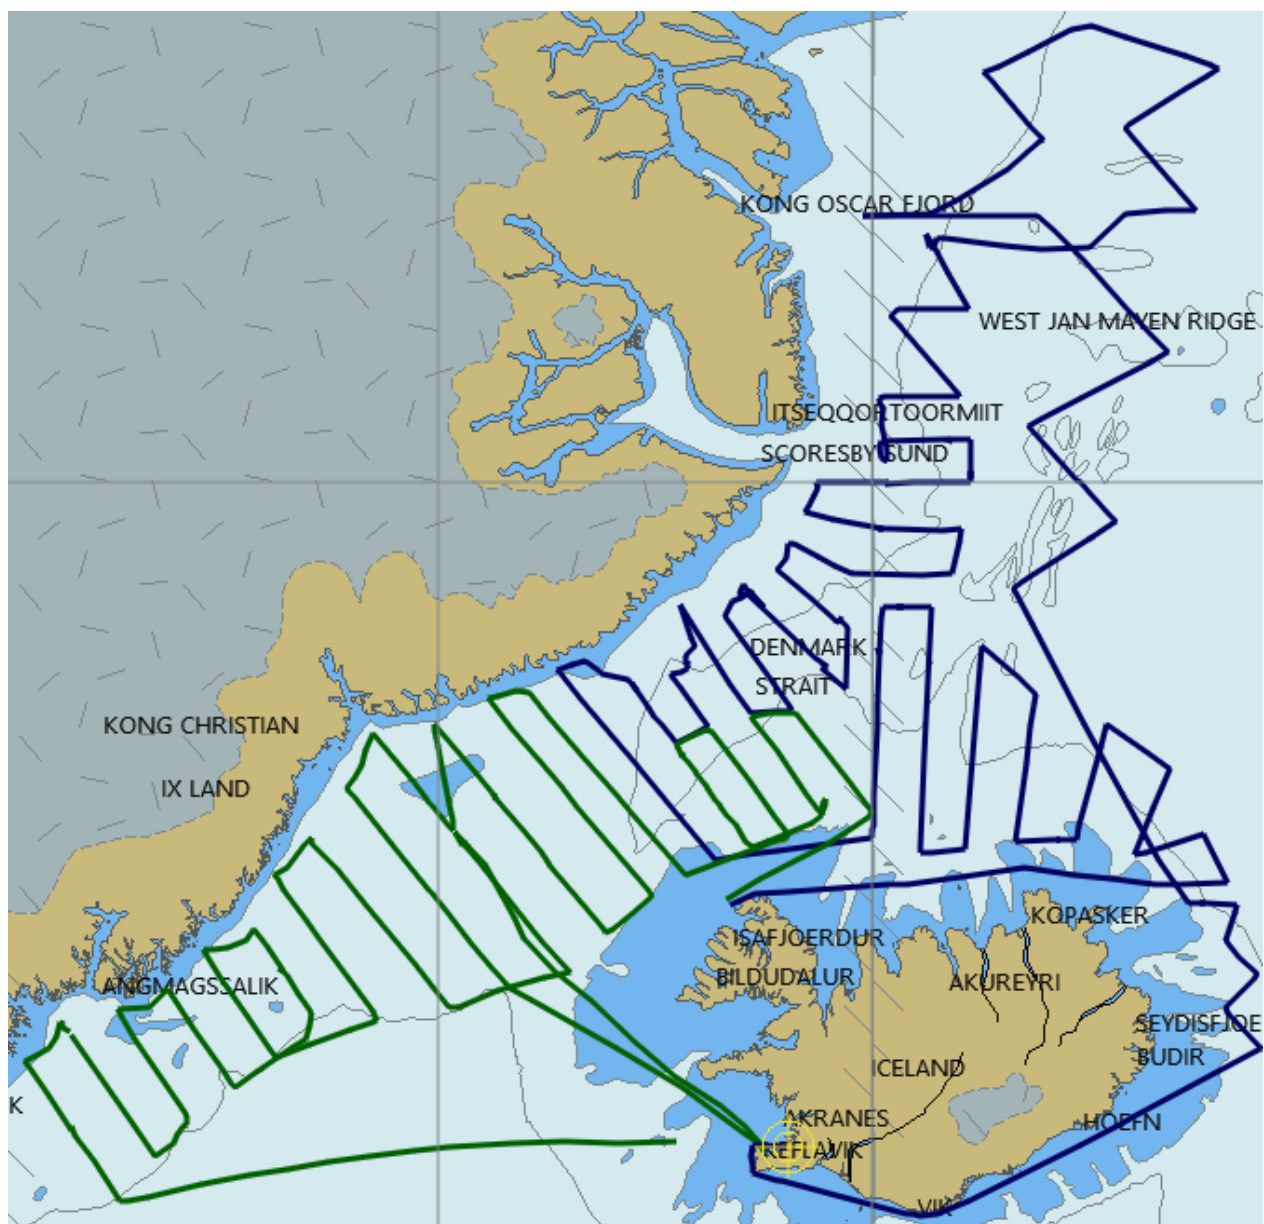 KONG OSCAR FJORD
WEST JAN MAYEN RIDGE
ITSEQQORTOORMIIT
SCORESBY SUND
DENMARK
STRAIT
KONG CHRISTIAN
IX LAND
KOPASKER
ISAFJOERDUR
BILDUDALUR
AKUREYRI
ANGMAGSSALIK
SEYDISFJOE
BUDIR
ICELAND
K
AKRANES
HOEFN
KEFLAVIK
VIK